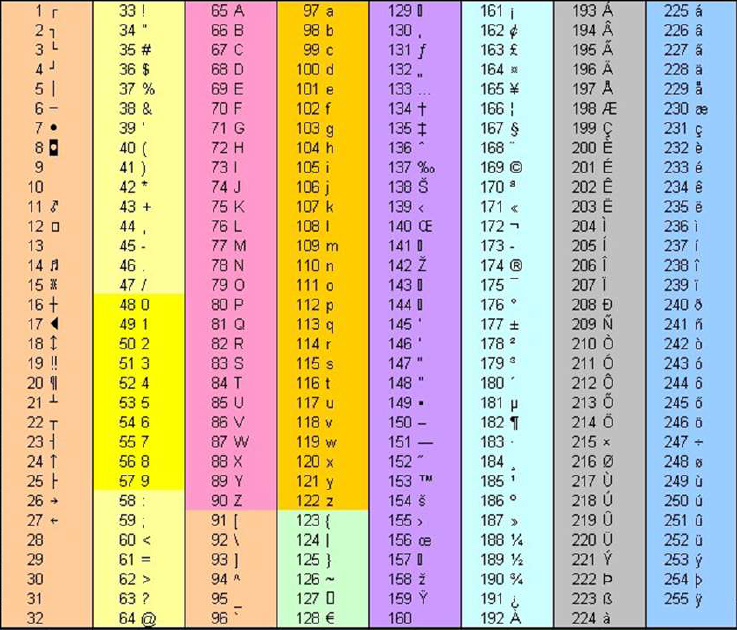 1 ┌
2 ┐
3 └
4 ┘
5 │
6 ─
7 •
8 ◘
9
10
11 ♂
12 □
13
14 ♫
15 ¤
16 ┼
17 ◄
18 ↕
19 ‼
20 ¶
21 ┴
22 ┬
23 ┤
24 ↑
25 ├
26 →
27 ←
28
29
30
31
32
33 !
34 "
35 #
36 $
37 %
38 &
39 '
40 (
41 )
42 *
43 +
44 ,
45 -
46 .
47 /
48 0
49 1
50 2
51 3
52 4
53 5
54 6
55 7
56 8
57 9
58 :
59 ;
60 <
61 =
62 >
63 ?
64 @
65 A
66 B
67 C
68 D
69 E
70 F
71 G
72 H
73 I
74 J
75 K
76 L
77 M
78 N
79 O
80 P
81 Q
82 R
83 S
84 T
85 U
86 V
87 W
88 X
89 Y
90 Z
91 [
92 \
93 ]
94 ^
95 _
96 `
97 a
98 b
99 c
100 d
101 e
102 f
103 g
104 h
105 i
106 j
107 k
108 l
109 m
110 n
111 o
112 p
113 q
114 r
115 s
116 t
117 u
118 v
119 w
120 x
121 y
122 z
123 {
124 |
125 }
126 ~
127 □
128 €
129 □
130 ‚
131 ƒ
132 „
133 …
134 †
135 ‡
136 ˆ
137 ‰
138 Š
139 ‹
140 Œ
141 □
142 Ž
143 □
144 □
145 ‘
146 ’
147 “
148 ”
149 •
150 –
151 —
152 ˜
153 ™
154 š
155 ›
156 œ
157 □
158 ž
159 Ÿ
160
161 ¡
162 ¢
163 £
164 ¤
165 ¥
166 ¦
167 §
168 ¨
169 ©
170 ª
171 «
172 ¬
173 -
174 ®
175 ¯
176 °
177 ±
178 ²
179 ³
180 ´
181 µ
182 ¶
183 ·
184 ¸
185 ¹
186 º
187 »
188 ¼
189 ½
190 ¾
191 ¿
192 À
193 Á
194 Â
195 Ã
196 Ä
197 Å
198 Æ
199 Ç
200 È
201 É
202 Ê
203 Ë
204 Ì
205 Í
206 Î
207 Ï
208 Ð
209 Ñ
210 Ò
211 Ó
212 Ô
213 Õ
214 Ö
215 ×
216 Ø
217 Ù
218 Ú
219 Û
220 Ü
221 Ý
222 Þ
223 ß
224 à
225 á
226 â
227 ã
228 ä
229 å
230 æ
231 ç
232 è
233 é
234 ê
235 ë
236 ì
237 í
238 î
239 ï
240 ð
241 ñ
242 ò
243 ó
244 ô
245 õ
246 ö
247 ÷
248 ø
249 ù
250 ú
251 û
252 ü
253 ý
254 þ
255 ÿ